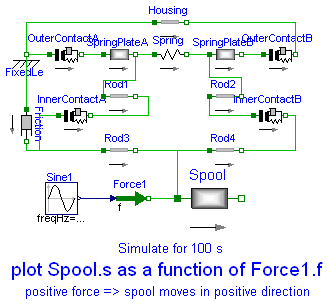 Housing
OuterContactA SpringPlateA Spring SpringPlateB OuterContactB
FixedLe
Rod1 Rod2
InnerContactA InnerContactB
Friction
Rod3 Rod4
Sine1 Force1 Spool
f
freqHz=...
Simulate for 100 s
plot Spool.s as a function of Force1.f
positive force => spool moves in positive direction